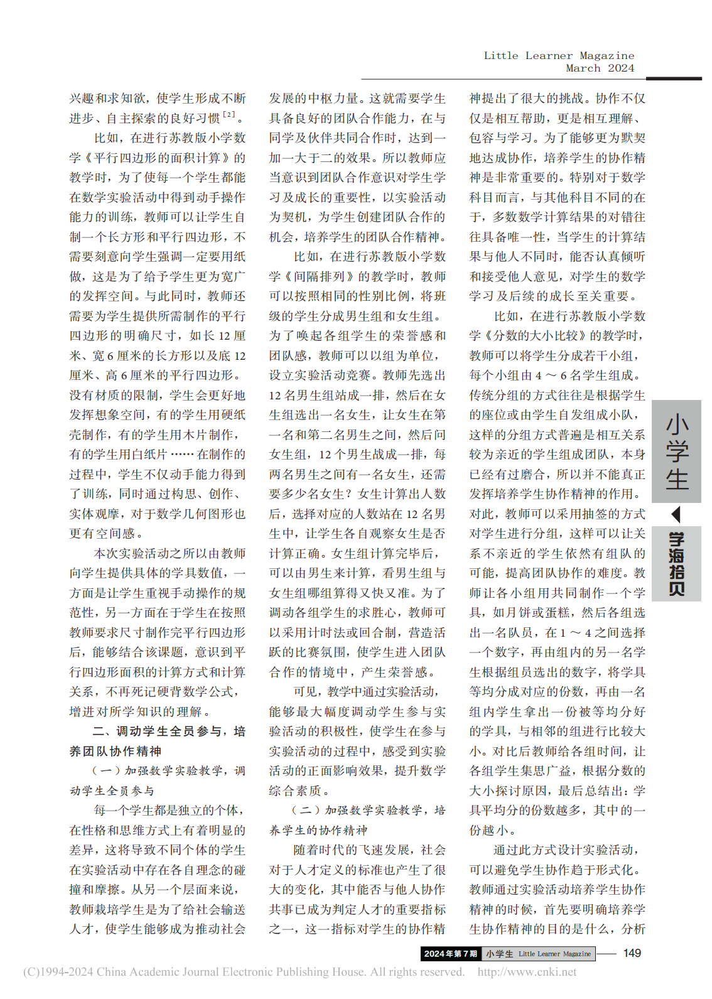 Little Learner Magazine
March 2024
兴趣和求知欲，使学生形成不断
进步、自主探索的良好习惯[2]。
比如，在进行苏教版小学数
学《平行四边形的面积计算》的
教学时，为了使每一个学生都能
在数学实验活动中得到动手操作
能力的训练，教师可以让学生自
制一个长方形和平行四边形，不
需要刻意向学生强调一定要用纸
做，这是为了给予学生更为宽广
的发挥空间。与此同时，教师还
需要为学生提供所需制作的平行
四边形的明确尺寸，如长 12 厘
米、宽 6 厘米的长方形以及底 12
厘米、高 6 厘米的平行四边形。
没有材质的限制，学生会更好地
发挥想象空间，有的学生用硬纸
壳制作，有的学生用木片制作，
有的学生用白纸片……在制作的
过程中，学生不仅动手能力得到
了训练，同时通过构思、创作、
实体观摩，对于数学几何图形也
更有空间感。
本次实验活动之所以由教师
向学生提供具体的学具数值，一
方面是让学生重视手动操作的规
范性，另一方面在于学生在按照
教师要求尺寸制作完平行四边形
后，能够结合该课题，意识到平
行四边形面积的计算方式和计算
关系，不再死记硬背数学公式，
增进对所学知识的理解。
二、调动学生全员参与，培
养团队协作精神
（一）加强数学实验教学，调
动学生全员参与
每一个学生都是独立的个体，
在性格和思维方式上有着明显的
差异，这将导致不同个体的学生
在实验活动中存在各自理念的碰
撞和摩擦。从另一个层面来说，
教师栽培学生是为了给社会输送
人才，使学生能够成为推动社会
发展的中枢力量。这就需要学生
具备良好的团队合作能力，在与
同学及伙伴共同合作时，达到一
加一大于二的效果。所以教师应
当意识到团队合作意识对学生学
习及成长的重要性，以实验活动
为契机，为学生创建团队合作的
机会，培养学生的团队合作精神。
比如，在进行苏教版小学数
学《间隔排列》的教学时，教师
可以按照相同的性别比例，将班
级的学生分成男生组和女生组。
为了唤起各组学生的荣誉感和
团队感，教师可以以组为单位，
设立实验活动竞赛。教师先选出
12 名男生组站成一排，然后在女
生组选出一名女生，让女生在第
一名和第二名男生之间，然后问
女生组，12 个男生战成一排，每
两名男生之间有一名女生，还需
要多少名女生？女生计算出人数
后，选择对应的人数站在 12 名男
生中，让学生各自观察女生是否
计算正确。女生组计算完毕后，
可以由男生来计算，看男生组与
女生组哪组算得又快又准。为了
调动各组学生的求胜心，教师可
以采用计时法或回合制，营造活
跃的比赛氛围，使学生进入团队
合作的情境中，产生荣誉感。
可见，教学中通过实验活动，
能够最大幅度调动学生参与实
验活动的积极性，使学生在参与
实验活动的过程中，感受到实验
活动的正面影响效果，提升数学
综合素质。
（二）加强数学实验教学，培
养学生的协作精神
随着时代的飞速发展，社会
对于人才定义的标准也产生了很
大的变化，其中能否与他人协作
共事已成为判定人才的重要指标
之一，这一指标对学生的协作精
神提出了很大的挑战。协作不仅
仅是相互帮助，更是相互理解、
包容与学习。为了能够更为默契
地达成协作，培养学生的协作精
神是非常重要的。特别对于数学
科目而言，与其他科目不同的在
于，多数数学计算结果的对错往
往具备唯一性，当学生的计算结
果与他人不同时，能否认真倾听
和接受他人意见，对学生的数学
学习及后续的成长至关重要。
比如，在进行苏教版小学数
学《分数的大小比较》的教学时，
教师可以将学生分成若干小组，
每个小组由 4 ～ 6 名学生组成。
传统分组的方式往往是根据学生
的座位或由学生自发组成小队，
这样的分组方式普遍是相互关系
较为亲近的学生组成团队，本身
已经有过磨合，所以并不能真正
发挥培养学生协作精神的作用。
对此，教师可以采用抽签的方式
对学生进行分组，这样可以让关
系不亲近的学生依然有组队的
可能，提高团队协作的难度。教
师让各小组用共同制作一个学
具，如月饼或蛋糕，然后各组选
出一名队员，在 1 ～ 4 之间选择
一个数字，再由组内的另一名学
生根据组员选出的数字，将学具
等均分成对应的份数，再由一名
组内学生拿出一份被等均分好
的学具，与相邻的组进行比较大
小。对比后教师给各组时间，让
各组学生集思广益，根据分数的
大小探讨原因，最后总结出：学
具平均分的份数越多，其中的一
份越小。
通过此方式设计实验活动，
可以避免学生协作趋于形式化。
教师通过实验活动培养学生协作
精神的时候，首先要明确培养学
生协作精神的目的是什么，分析
小学生
学海拾贝
2024年第7期 小学生 Little Learner Magazine 149
(C)1994-2024 China Academic Journal Electronic Publishing House. All rights reserved. http://www.cnki.net